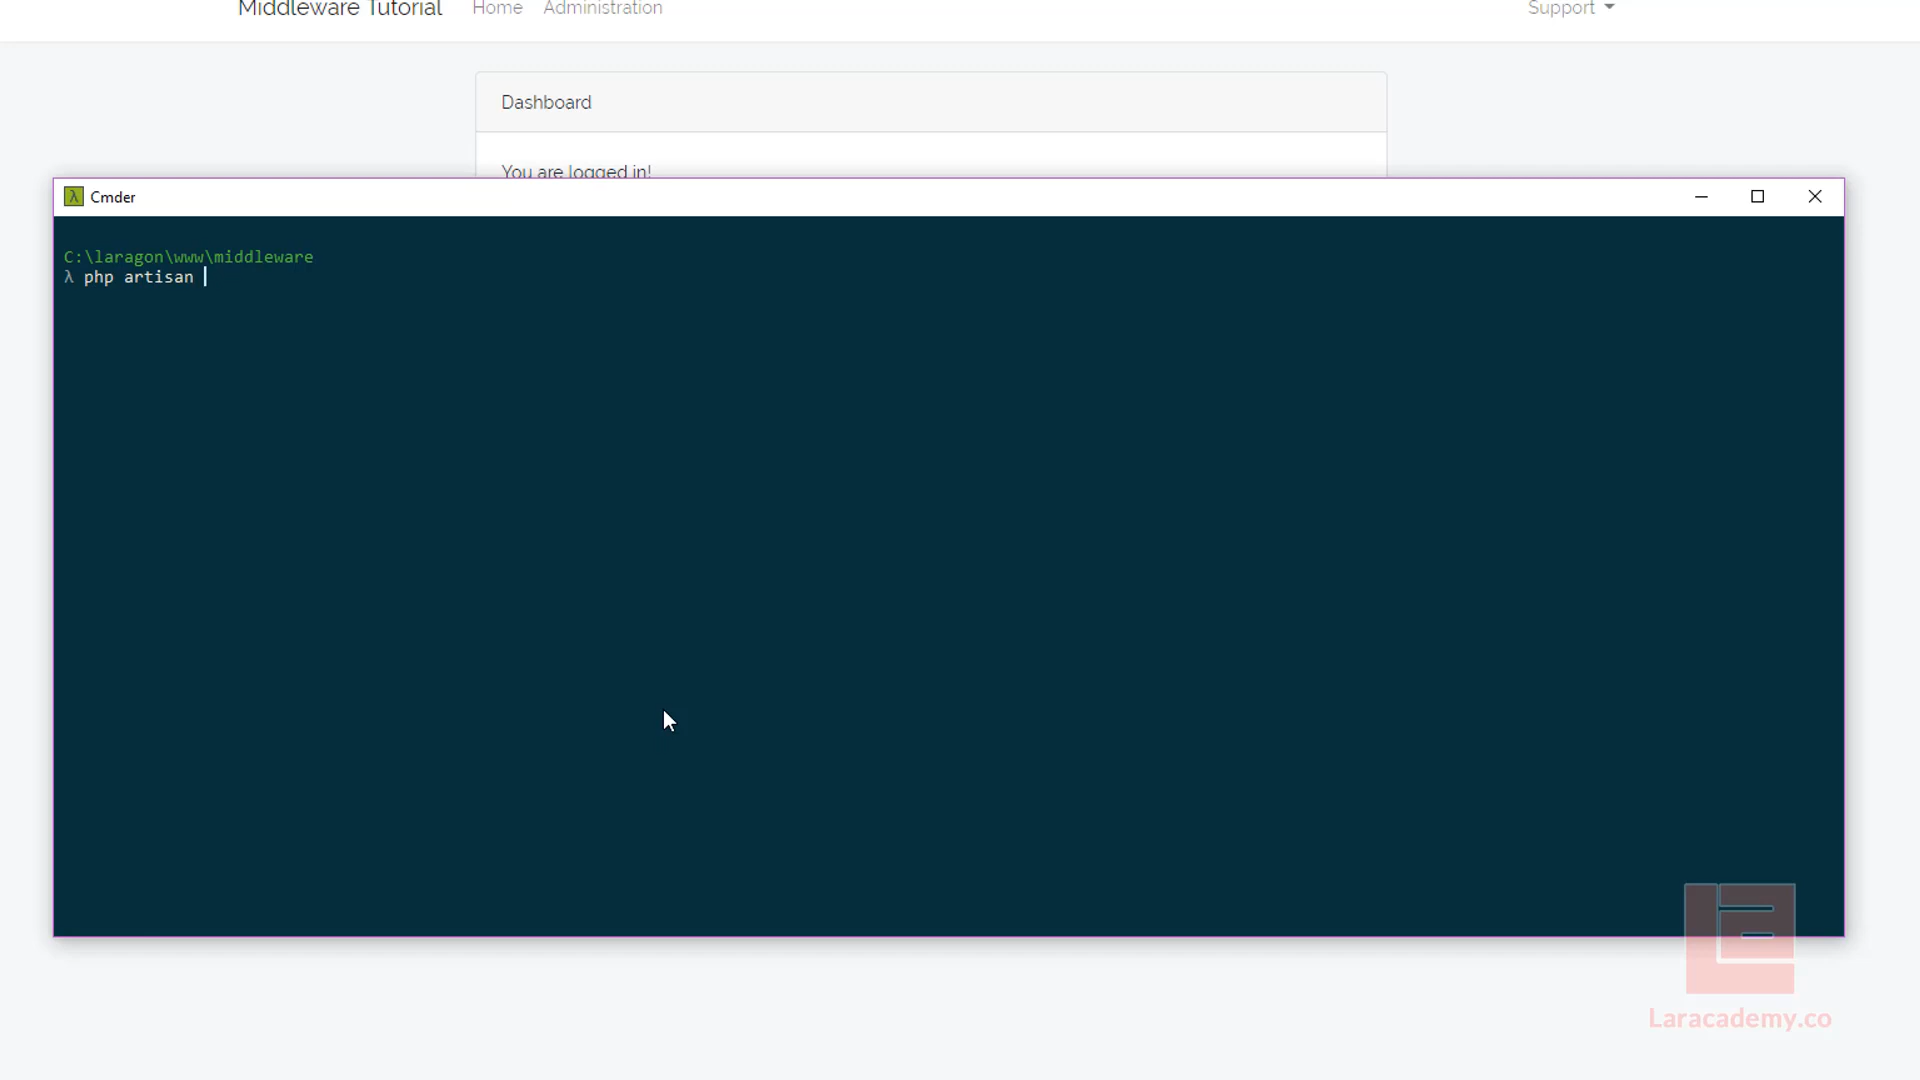 Middleware Tutorial Home Administration Support
Dashboard
You are logged in!
λ Cmder
C:\laragon\www\middleware
λ php artisan
Laracademy.co